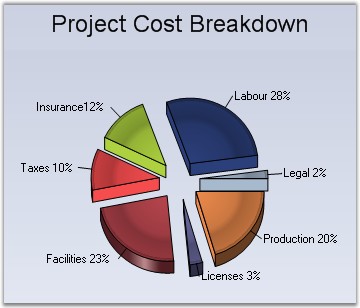 Project Cost Breakdown
Labour 28%
Insurance12%
Taxes 10%
Legal 2%
Production 20%
Facilities 23%
Licenses 3%